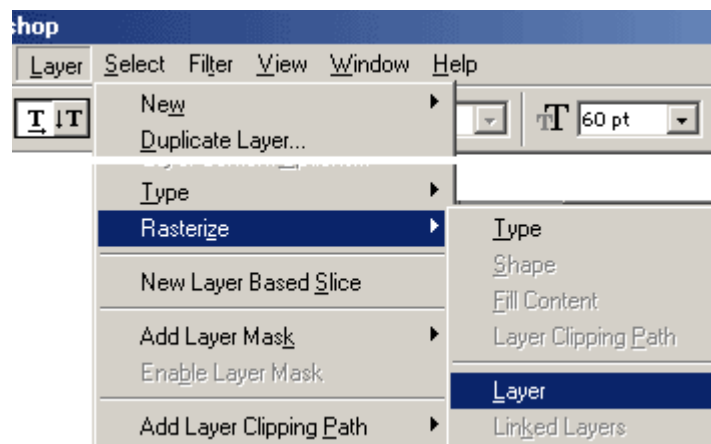 shop
Layer Select Filter View Window Help
T T 60 pt
New
Duplicate Layer...
Type
Rasterize
Type
Shape
New Layer Based Slice
Fill Content
Add Layer Mask
Layer Clipping Path
Enable Layer Mask
Layer
Add Layer Clipping Path
Linked Layers